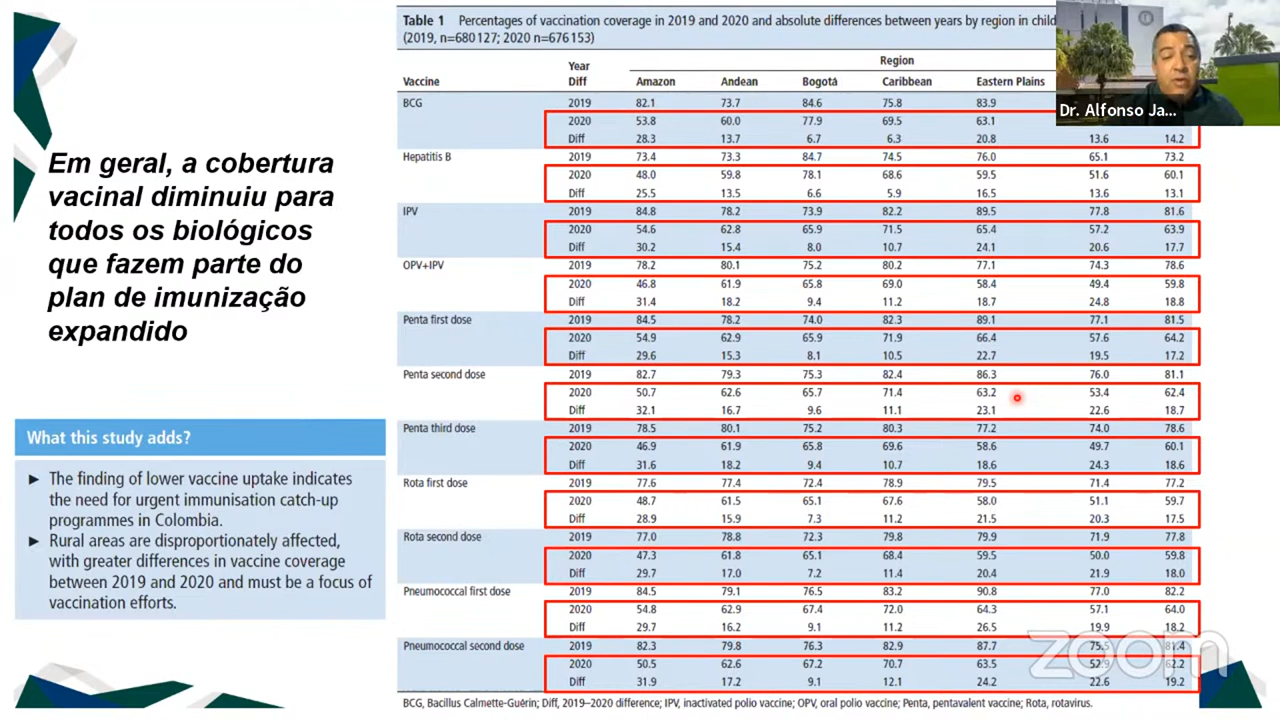 Table 1 Percentages of vaccination coverage in 2019 and 2020 and absolute differences between years by region in child
(2019, n=680127; 2020 n=676153)
Year Region
Vaccine Diff Amazon Andean Bogotá Caribbean Eastern Plains
BCG 2019 82.1 73.7 84.6 75.8 83.9
2020 53.8 60.0 77.9 69.5 63.1
Diff 28.3 13.7 6.7 6.3 20.8 13.6 14.2
Hepatitis B 2019 73.4 73.3 84.7 74.5 76.0 65.1 73.2
2020 48.0 59.8 78.1 68.6 59.5 51.6 60.1
Diff 25.5 13.5 6.6 5.9 16.5 13.6 13.1
IPV 2019 84.8 78.2 73.9 82.2 89.5 77.8 81.6
2020 54.6 62.8 65.9 71.5 65.4 57.2 63.9
Diff 30.2 15.4 8.0 10.7 24.1 20.6 17.7
OPV+IPV 2019 78.2 80.1 75.2 80.2 77.1 74.3 78.6
2020 46.8 61.9 65.8 69.0 58.4 49.4 59.8
Diff 31.4 18.2 9.4 11.2 18.7 24.8 18.8
Penta first dose 2019 84.5 78.2 74.0 82.3 89.1 77.1 81.5
2020 54.9 62.9 65.9 71.9 66.4 57.6 64.2
Diff 29.6 15.3 8.1 10.5 22.7 19.5 17.2
Penta second dose 2019 82.7 79.3 75.3 82.4 86.3 76.0 81.1
2020 50.7 62.6 65.7 71.4 63.2 53.4 62.4
Diff 32.1 16.7 9.6 11.1 23.1 22.6 18.7
Penta third dose 2019 78.5 80.1 75.2 80.3 77.2 74.0 78.6
2020 46.9 61.9 65.8 69.6 58.6 49.7 60.1
Diff 31.6 18.2 9.4 10.7 18.6 24.3 18.6
Rota first dose 2019 77.6 77.4 72.4 78.9 79.5 71.4 77.2
2020 48.7 61.5 65.1 67.6 58.0 51.1 59.7
Diff 28.9 15.9 7.3 11.2 21.5 20.3 17.5
Rota second dose 2019 77.0 78.8 72.3 79.8 79.9 71.9 77.8
2020 47.3 61.8 65.1 68.4 59.5 50.0 59.8
Diff 29.7 17.0 7.2 11.4 20.4 21.9 18.0
Pneumococcal first dose 2019 84.5 79.1 76.5 83.2 90.8 77.0 82.2
2020 54.8 62.9 67.4 72.0 64.3 57.1 64.0
Diff 29.7 16.2 9.1 11.2 26.5 19.9 18.2
Pneumococcal second dose 2019 82.3 79.8 76.3 82.9 87.7 75.5 81.4
2020 50.5 62.6 67.2 70.7 63.5 52.9 62.2
Diff 31.9 17.2 9.1 12.1 24.2 22.6 19.2
BCG, Bacillus Calmette-Guérin; Diff, 2019–2020 difference; IPV, inactivated polio vaccine; OPV, oral polio vaccine; Penta, pentavalent vaccine; Rota, rotavirus.
Em geral, a cobertura
vacinal diminuiu para
todos os biológicos
que fazem parte do
plan de imunização
expandido
What this study adds?
► The finding of lower vaccine uptake indicates
the need for urgent immunisation catch-up
programmes in Colombia.
► Rural areas are disproportionately affected,
with greater differences in vaccine coverage
between 2019 and 2020 and must be a focus of
vaccination efforts.
Dr. Alfonso Ja...
zoom